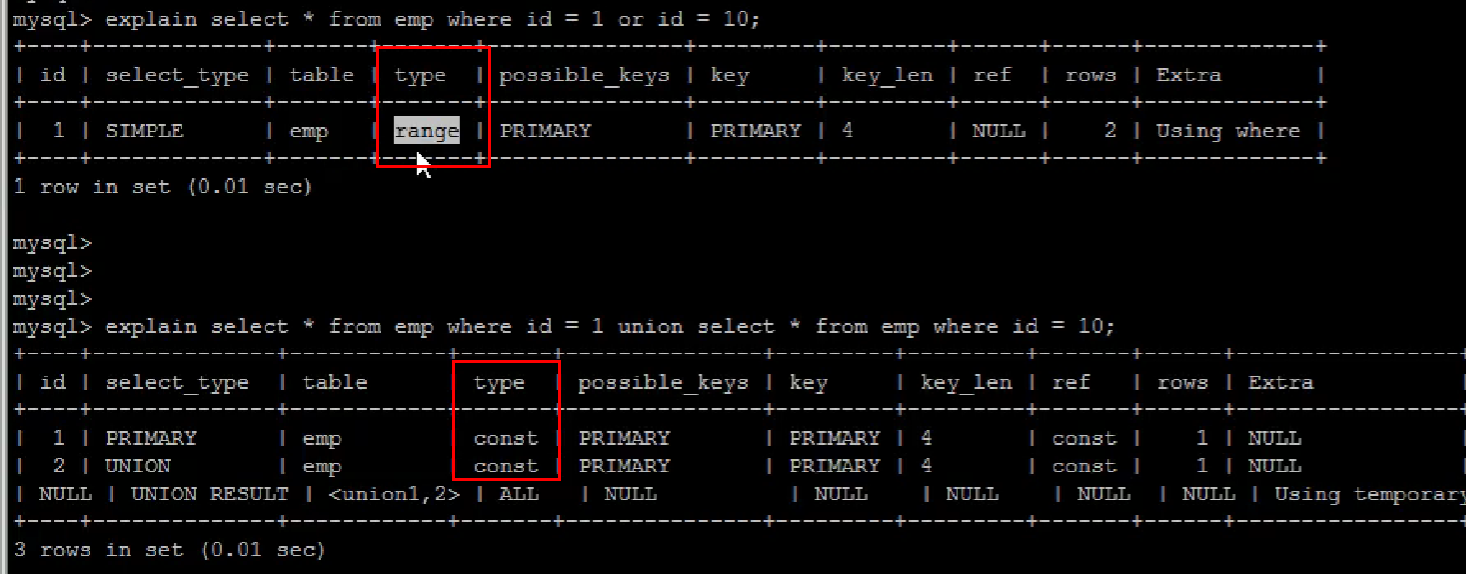 mysql> explain select * from emp where id = 1 or id = 10;
+----+-------------+-------+-------+---------------+---------+---------+------+------+-------------+
| id | select_type | table | type | possible_keys | key | key_len | ref | rows | Extra |
+----+-------------+-------+-------+---------------+---------+---------+------+------+-------------+
| 1 | SIMPLE | emp | range | PRIMARY | PRIMARY | 4 | NULL | 2 | Using where |
+----+-------------+-------+-------+---------------+---------+---------+------+------+-------------+
1 row in set (0.01 sec)
mysql>
mysql>
mysql>
mysql> explain select * from emp where id = 1 union select * from emp where id = 10;
+----+--------------+------------+-------+---------------+---------+---------+-------+------+-----------------
| id | select_type | table | type | possible_keys | key | key_len | ref | rows | Extra |
+----+--------------+------------+-------+---------------+---------+---------+-------+------+-----------------
| 1 | PRIMARY | emp | const | PRIMARY | PRIMARY | 4 | const | 1 | NULL
| 2 | UNION | emp | const | PRIMARY | PRIMARY | 4 | const | 1 | NULL
| NULL | UNION RESULT | <union1,2> | ALL | NULL | NULL | NULL | NULL | NULL | Using temporary
+----+--------------+------------+-------+---------------+---------+---------+-------+------+-----------------
3 rows in set (0.01 sec)